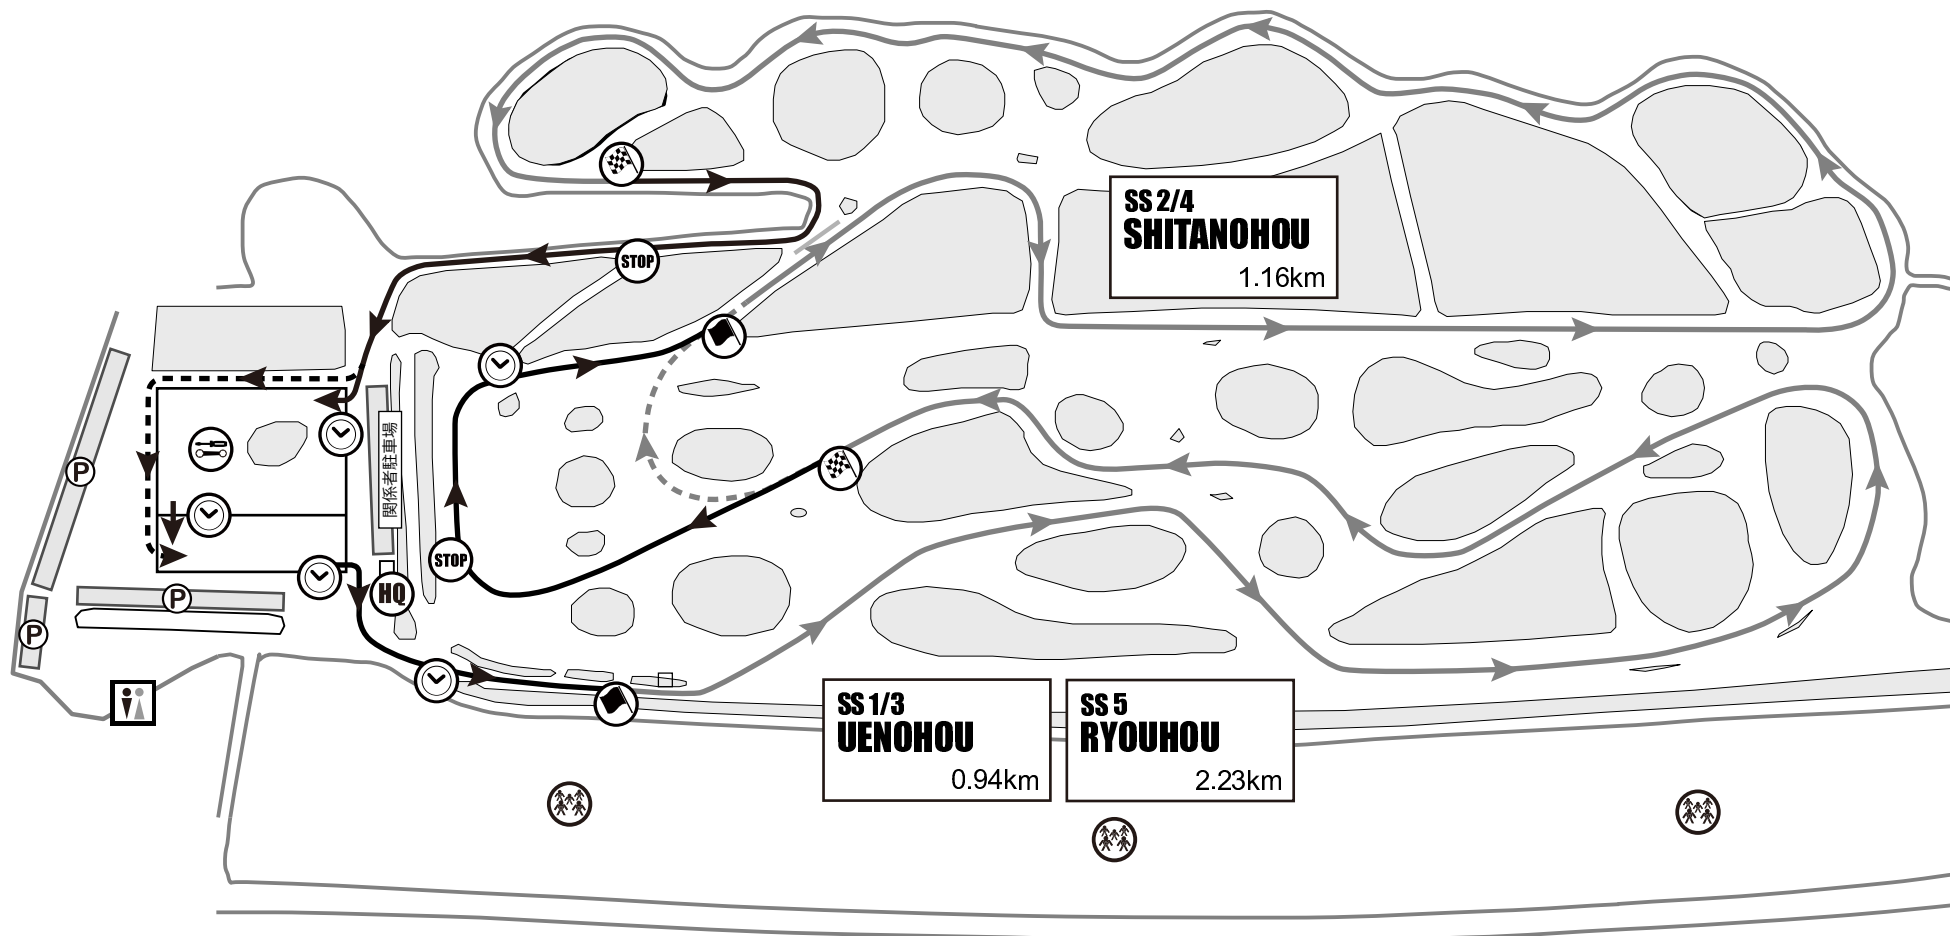 SS 2/4
SHITANOHOU
1.16km
STOP
関係者駐車場
P
STOP
HQ
P
P
SS 1/3
UENOHOU
0.94km
SS 5
RYOUHOU
2.23km